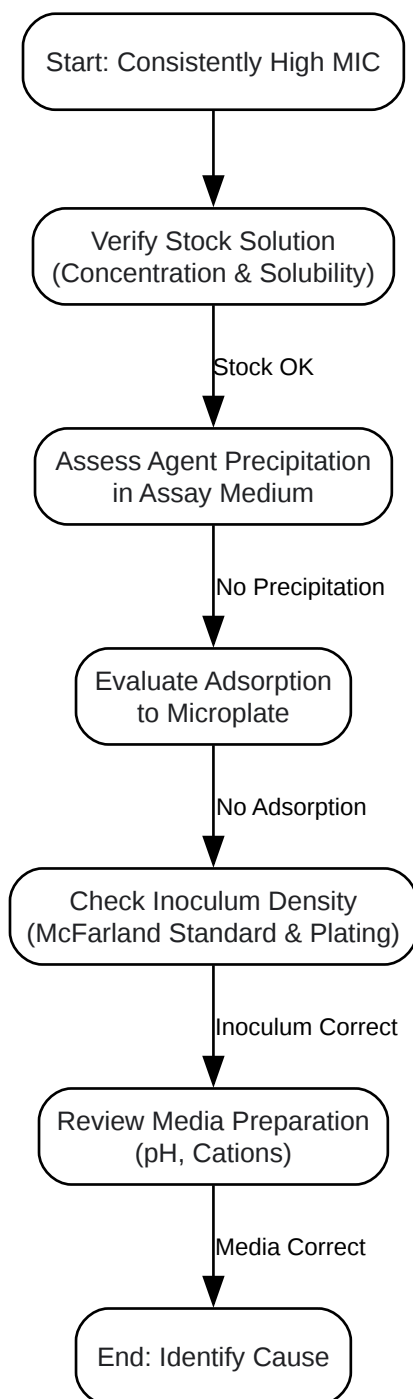 Start: Consistently High MIC
Verify Stock Solution
(Concentration & Solubility)
Stock OK
Assess Agent Precipitation
in Assay Medium
No Precipitation
Evaluate Adsorption
to Microplate
No Adsorption
Check Inoculum Density
(McFarland Standard & Plating)
Inoculum Correct
Review Media Preparation
(pH, Cations)
Media Correct
End: Identify Cause